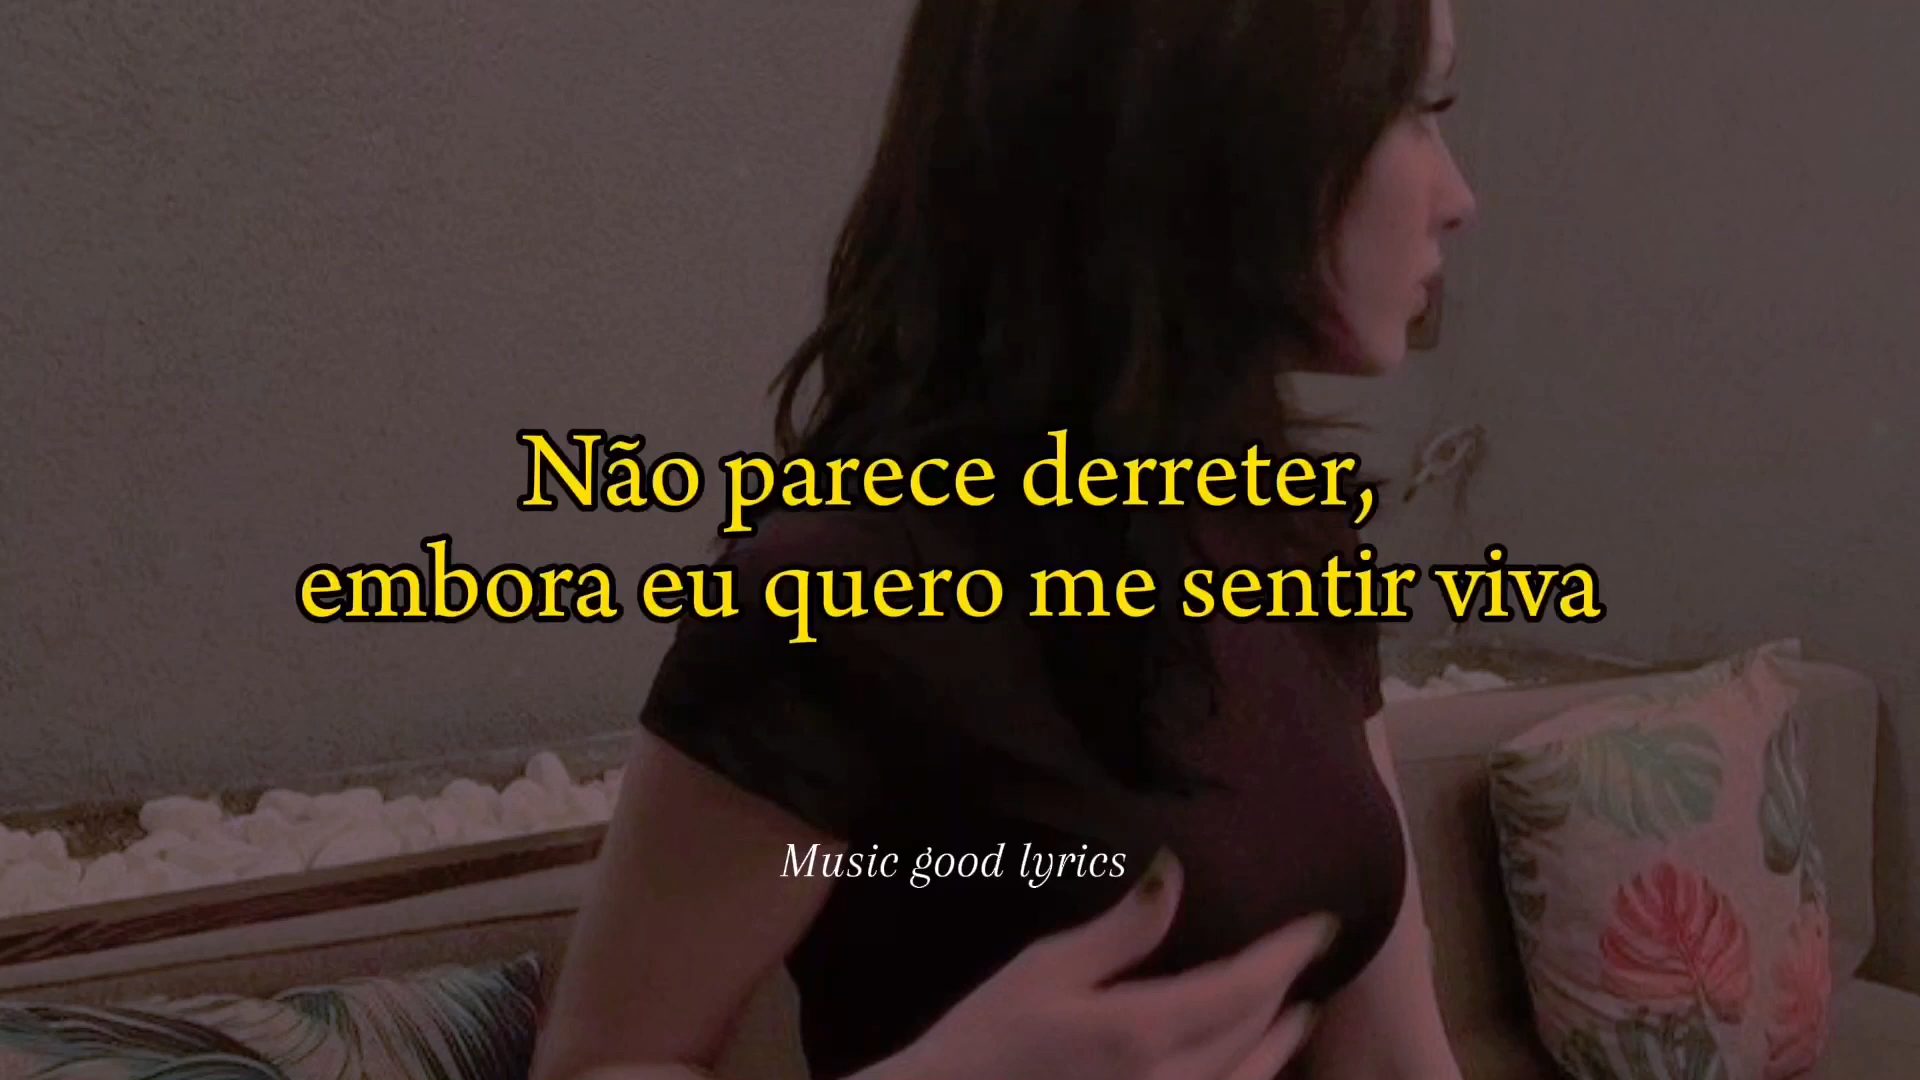 Não parece derreter,
embora eu quero me sentir viva
Music good lyrics